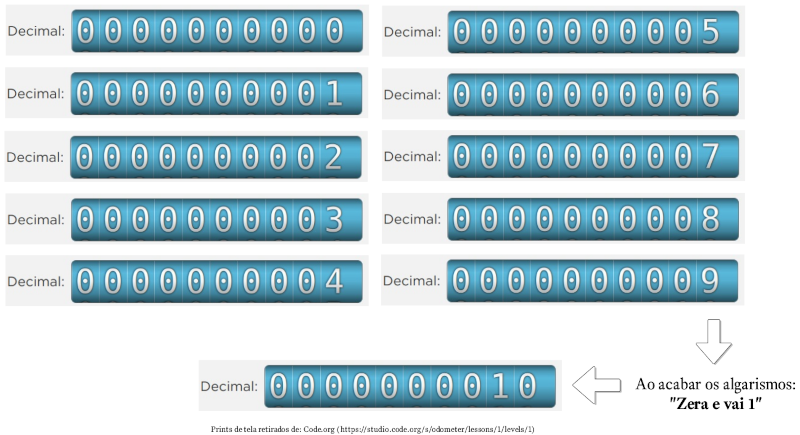 Decimal: 0000000000
Decimal: 0000000001
Decimal: 0000000002
Decimal: 0000000003
Decimal: 0000000004
Decimal: 0000000005
Decimal: 0000000006
Decimal: 0000000007
Decimal: 0000000008
Decimal: 0000000009
Ao acabar os algarismos:
"Zera e vai 1"
Decimal: 0000000010
Prints de tela retirados de: Code.org (https://studio.code.org/s/odometer/lessons/1/levels/1)